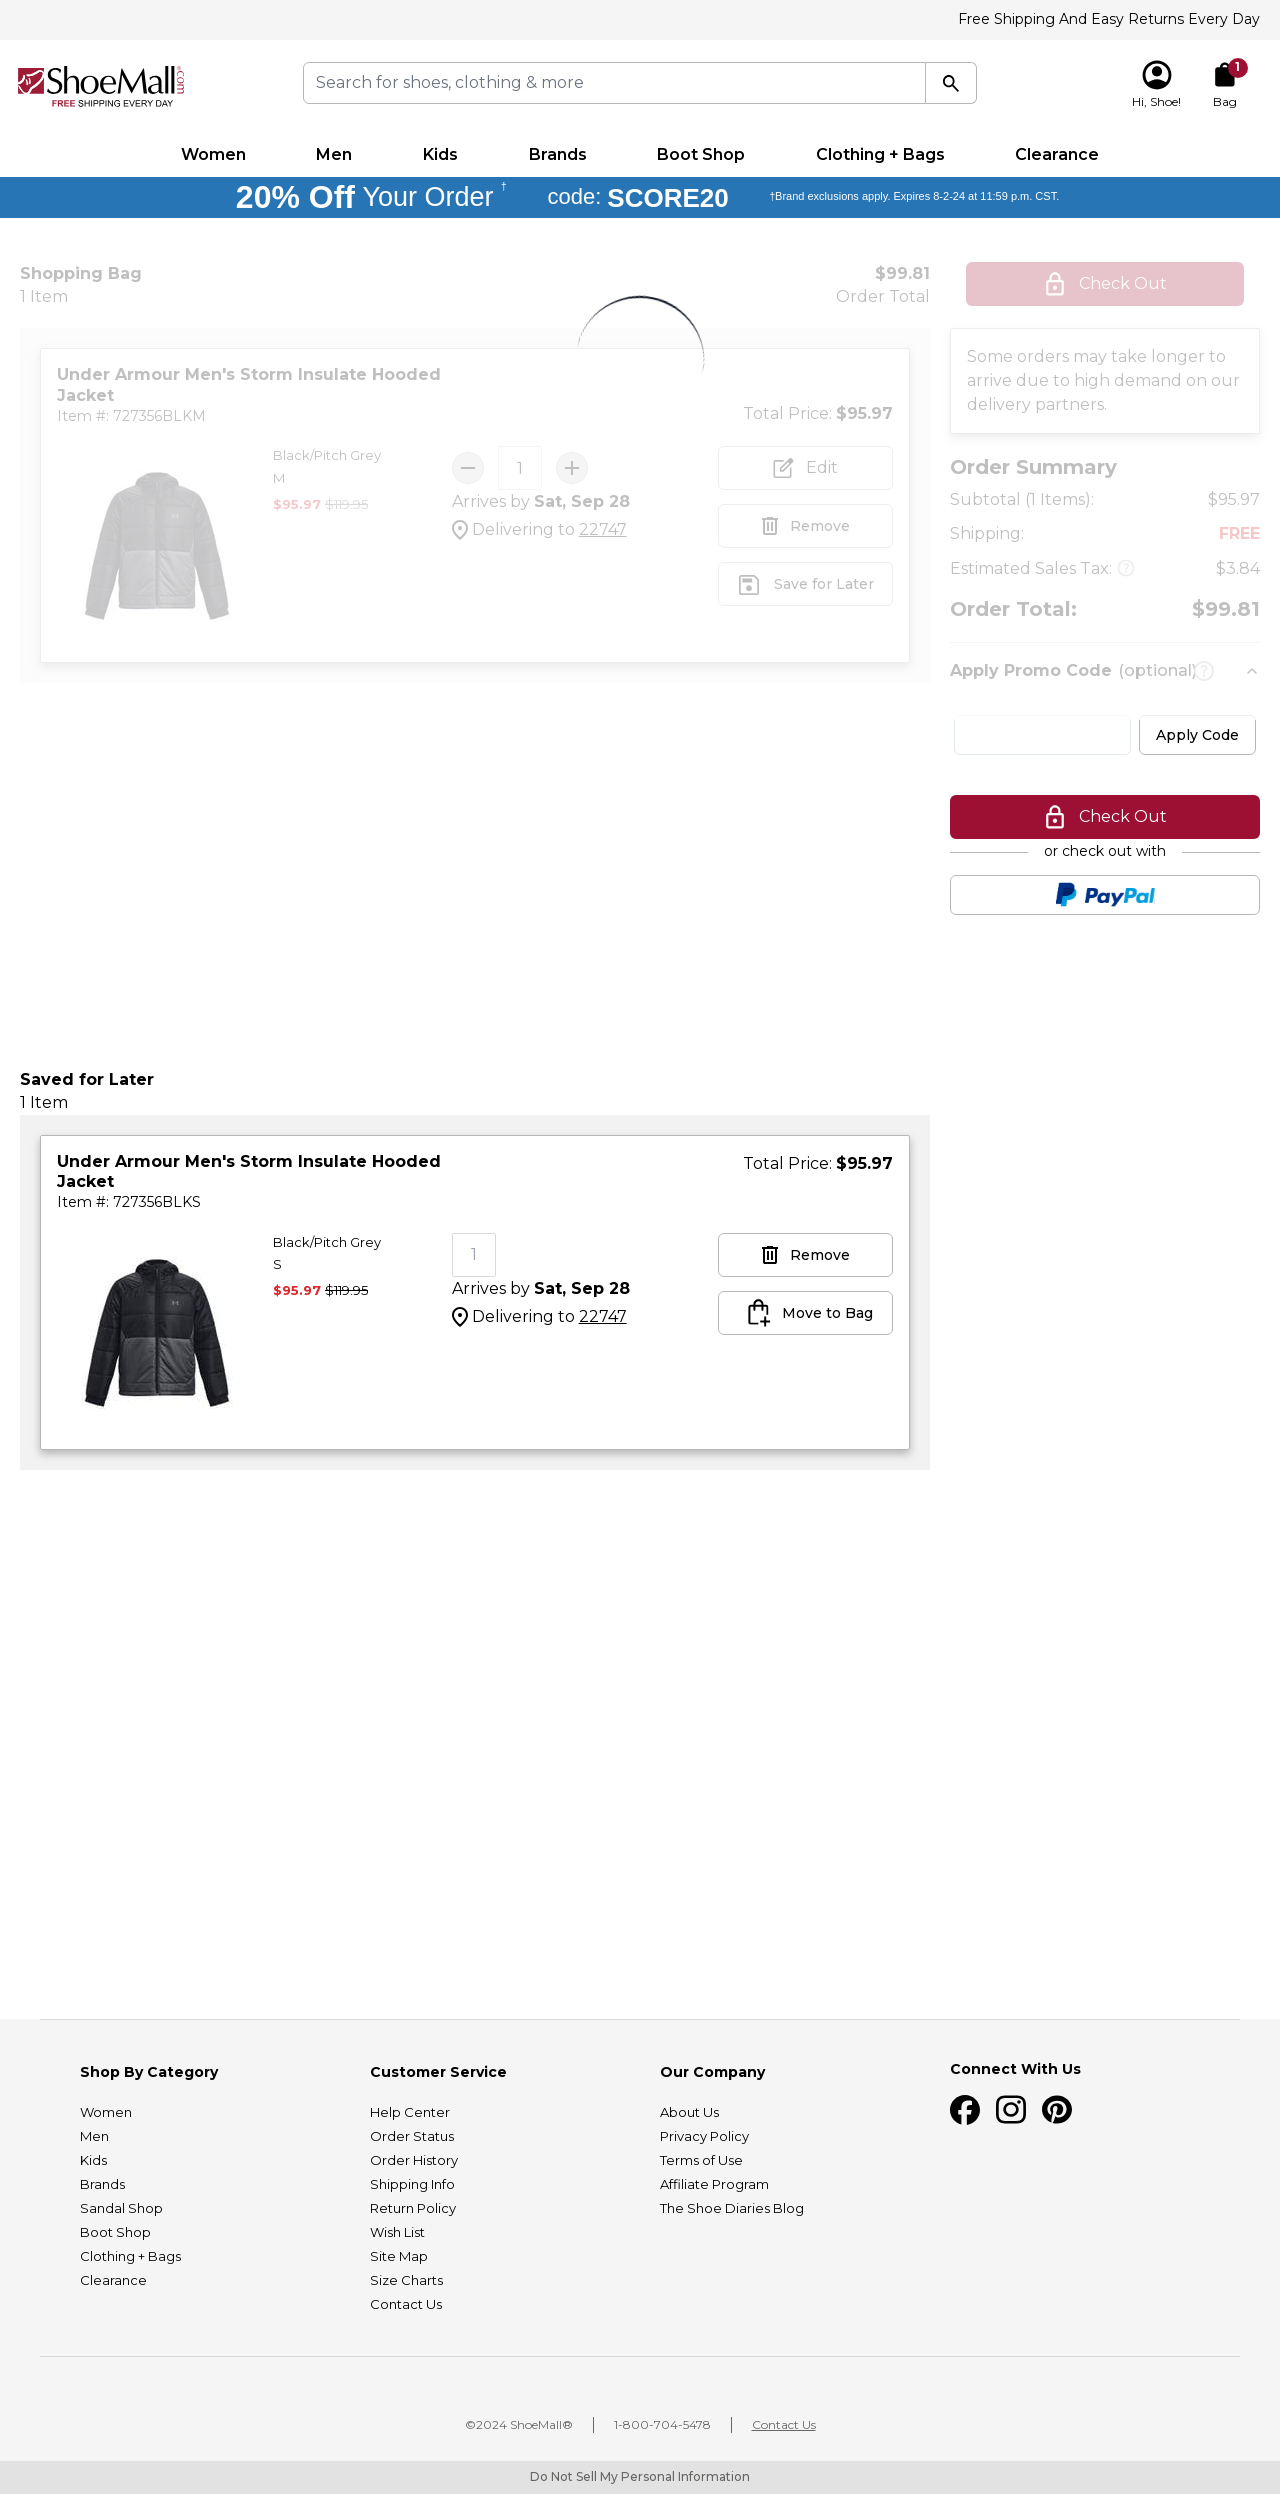 Free Shipping And Easy Returns Every Day
ShoeMall®.com
FREE SHIPPING EVERY DAY
Search for shoes, clothing & more
Hi, Shoe!
1
Bag
Women Men Kids Brands Boot Shop Clothing + Bags Clearance
20% Off Your Order † code: SCORE20 †Brand exclusions apply. Expires 8-2-24 at 11:59 p.m. CST.
Shopping Bag
1 Item
$99.81
Order Total
Under Armour Men's Storm Insulate Hooded
Jacket
Item #: 727356BLKM
Total Price: $95.97
Black/Pitch Grey
M
$95.97 $119.95
1
Arrives by Sat, Sep 28
Delivering to 22747
Edit
Remove
Save for Later
Check Out
Some orders may take longer to
arrive due to high demand on our
delivery partners.
Order Summary
Subtotal (1 Items): $95.97
Shipping: FREE
Estimated Sales Tax: ? $3.84
Order Total: $99.81
Apply Promo Code (optional) ?
Apply Code
Check Out
or check out with
PayPal
Saved for Later
1 Item
Under Armour Men's Storm Insulate Hooded
Jacket
Item #: 727356BLKS
Total Price: $95.97
Black/Pitch Grey
S
$95.97 $119.95
1
Arrives by Sat, Sep 28
Delivering to 22747
Remove
Move to Bag
Shop By Category
Women
Men
Kids
Brands
Sandal Shop
Boot Shop
Clothing + Bags
Clearance
Customer Service
Help Center
Order Status
Order History
Shipping Info
Return Policy
Wish List
Site Map
Size Charts
Contact Us
Our Company
About Us
Privacy Policy
Terms of Use
Affiliate Program
The Shoe Diaries Blog
Connect With Us
©2024 ShoeMall® 1-800-704-5478 Contact Us
Do Not Sell My Personal Information